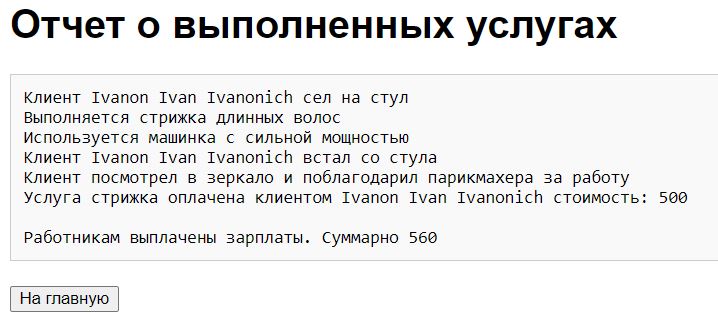 Отчет о выполненных услугах
Клиент Ivanon Ivan Ivanonich сел на стул
Выполняется стрижка длинных волос
Используется машинка с сильной мощностью
Клиент Ivanon Ivan Ivanonich встал со стула
Клиент посмотрел в зеркало и поблагодарил парикмахера за работу
Услуга стрижка оплачена клиентом Ivanon Ivan Ivanonich стоимость: 500
Работникам выплачены зарплаты. Суммарно 560
На главную